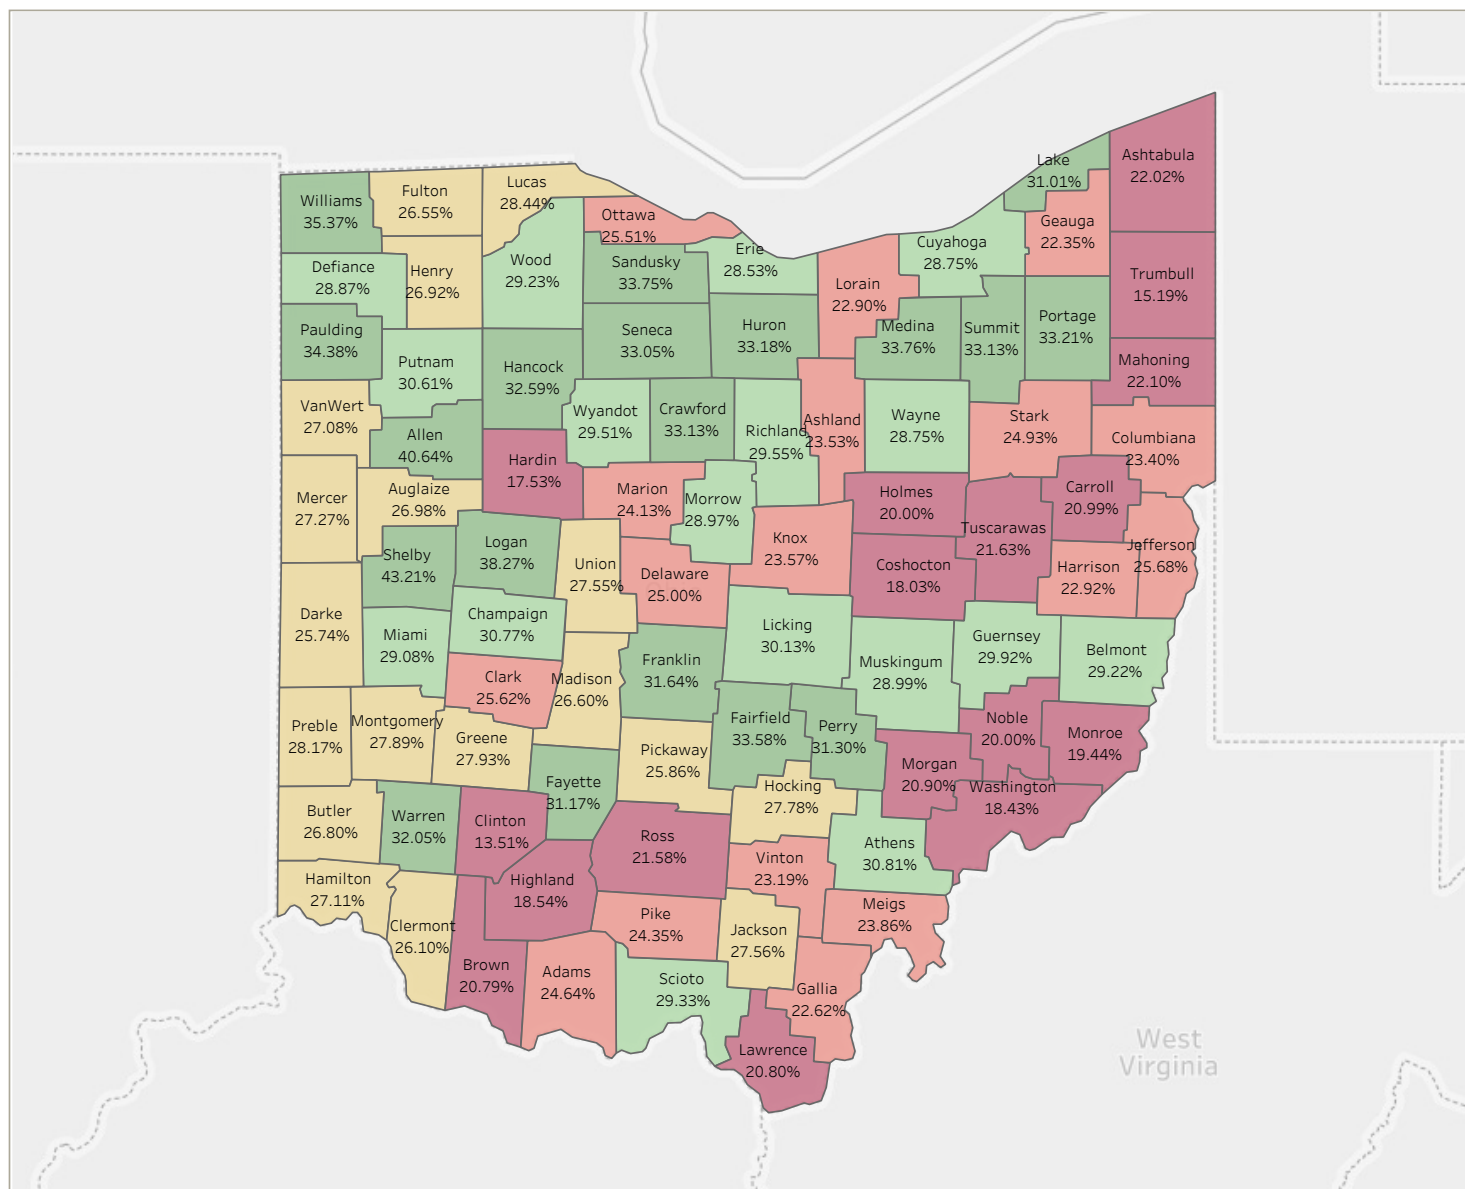 Lake
31.01%
Ashtabula
22.02%
Williams
35.37%
Fulton
26.55%
Lucas
28.44%
Ottawa
25.51%
Geauga
22.35%
Defiance
28.87%
Henry
26.92%
Wood
29.23%
Sandusky
33.75%
Erie
28.53%
Cuyahoga
28.75%
Lorain
22.90%
Trumbull
15.19%
Paulding
34.38%
Putnam
30.61%
Hancock
32.59%
Seneca
33.05%
Huron
33.18%
Medina
33.76%
Summit
33.13%
Portage
33.21%
Mahoning
22.10%
VanWert
27.08%
Allen
40.64%
Wyandot
29.51%
Crawford
33.13%
Richland
29.55%
Ashland
23.53%
Wayne
28.75%
Stark
24.93%
Columbiana
23.40%
Mercer
27.27%
Auglaize
26.98%
Hardin
17.53%
Marion
24.13%
Morrow
28.97%
Holmes
20.00%
Carroll
20.99%
Tuscarawas
21.63%
Jefferson
25.68%
Shelby
43.21%
Logan
38.27%
Union
27.55%
Delaware
25.00%
Knox
23.57%
Coshocton
18.03%
Harrison
22.92%
Darke
25.74%
Miami
29.08%
Champaign
30.77%
Licking
30.13%
Guernsey
29.92%
Belmont
29.22%
Clark
25.62%
Madison
26.60%
Franklin
31.64%
Muskingum
28.99%
Preble
28.17%
Montgomery
27.89%
Greene
27.93%
Pickaway
25.86%
Fairfield
33.58%
Perry
31.30%
Noble
20.00%
Monroe
19.44%
Morgan
20.90%
Washington
18.43%
Butler
26.80%
Warren
32.05%
Clinton
13.51%
Fayette
31.17%
Hocking
27.78%
Ross
21.58%
Athens
30.81%
Vinton
23.19%
Hamilton
27.11%
Highland
18.54%
Clermont
26.10%
Pike
24.35%
Jackson
27.56%
Meigs
23.86%
Brown
20.79%
Adams
24.64%
Scioto
29.33%
Gallia
22.62%
Lawrence
20.80%
West
Virginia